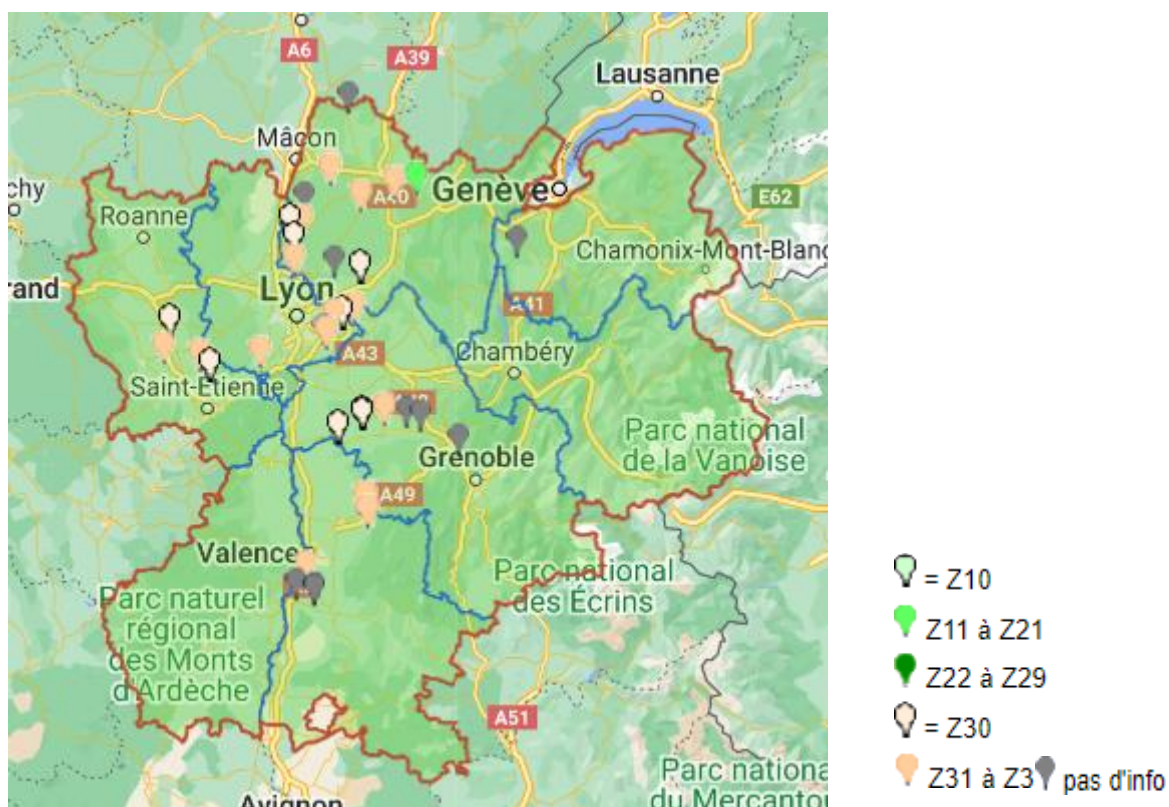 A6
A39
Lausanne
Mâcon
Genève
A40
E62
chy
Roanne
Chamonix-Mont-Blanc
rand
Lyon
A41
A43
Chambéry
Saint-Étienne
Parc national
de la Vanoise
Grenoble
A49
Valence
Parc national
des Écrins
Parc naturel
régional
des Monts
d'Ardèche
A51
Parc nationa
du Mercantou
Avignon
= Z10
Z11 à Z21
Z22 à Z29
= Z30
Z31 à Z3
pas d'info